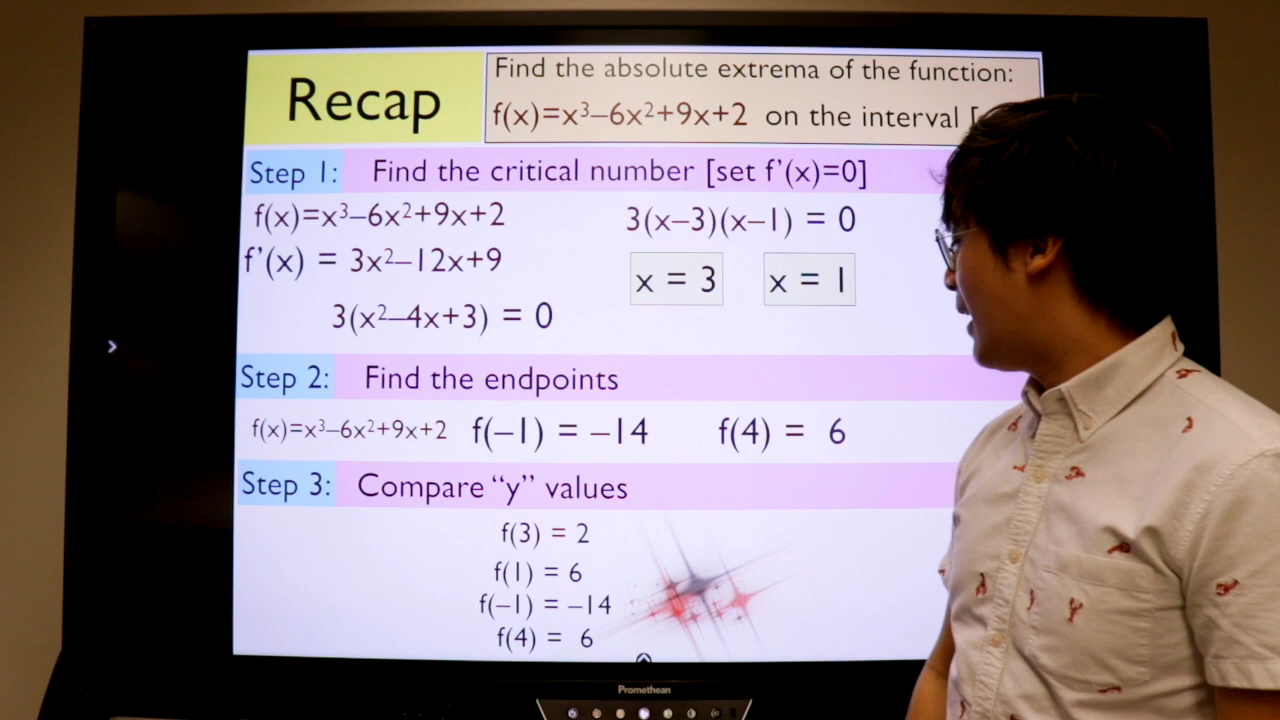 Recap
Find the absolute extrema of the function:
f(x)=x³–6x²+9x+2 on the interval [
Step 1: Find the critical number [set f'(x)=0]
f(x)=x³–6x²+9x+2
f'(x) = 3x²–12x+9
3(x²–4x+3) = 0
3(x–3)(x–1) = 0
x = 3 x = 1
Step 2: Find the endpoints
f(x)=x³–6x²+9x+2 f(–1) = –14 f(4) = 6
Step 3: Compare “y” values
f(3) = 2
f(1) = 6
f(–1) = –14
f(4) = 6
Promethean